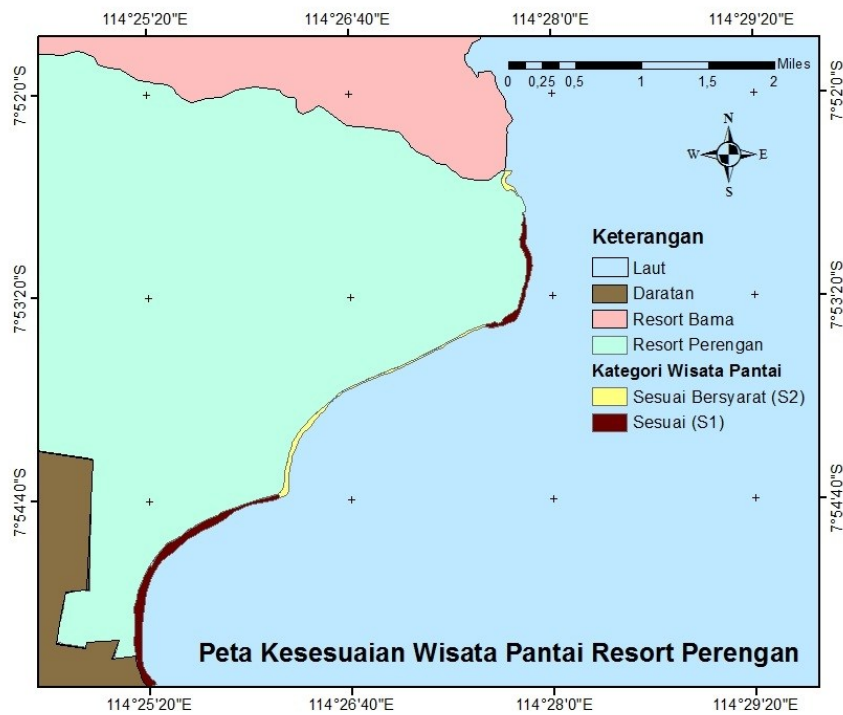 114°25'20"E 114°26'40"E 114°28'0"E 114°29'20"E
7°52'0"S
7°53'20"S
7°54'40"S
Miles
0 0,25 0,5 1 1,5 2
N
W E
S
7°52'0"S
7°53'20"S
7°54'40"S
Keterangan
Laut
Daratan
Resort Bama
Resort Perengan
Kategori Wisata Pantai
Sesuai Bersyarat (S2)
Sesuai (S1)
Peta Kesesuaian Wisata Pantai Resort Perengan
114°25'20"E 114°26'40"E 114°28'0"E 114°29'20"E